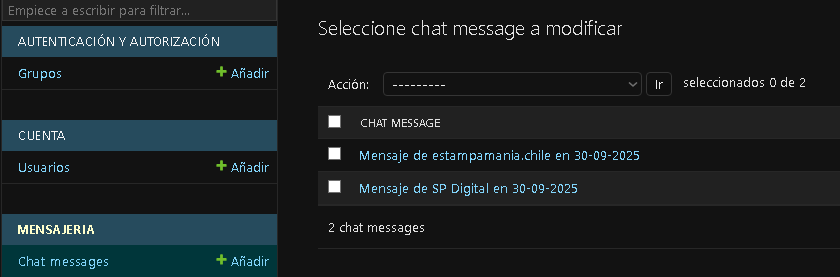 Empiece a escribir para filtrar...
AUTENTICACIÓN Y AUTORIZACIÓN
Grupos
Añadir
CUENTA
Usuarios
Añadir
MENSAJERIA
Chat messages
Añadir
Seleccione chat message a modificar
Acción: --------- Ir seleccionados 0 de 2
CHAT MESSAGE
Mensaje de estampamania.chile en 30-09-2025
Mensaje de SP Digital en 30-09-2025
2 chat messages